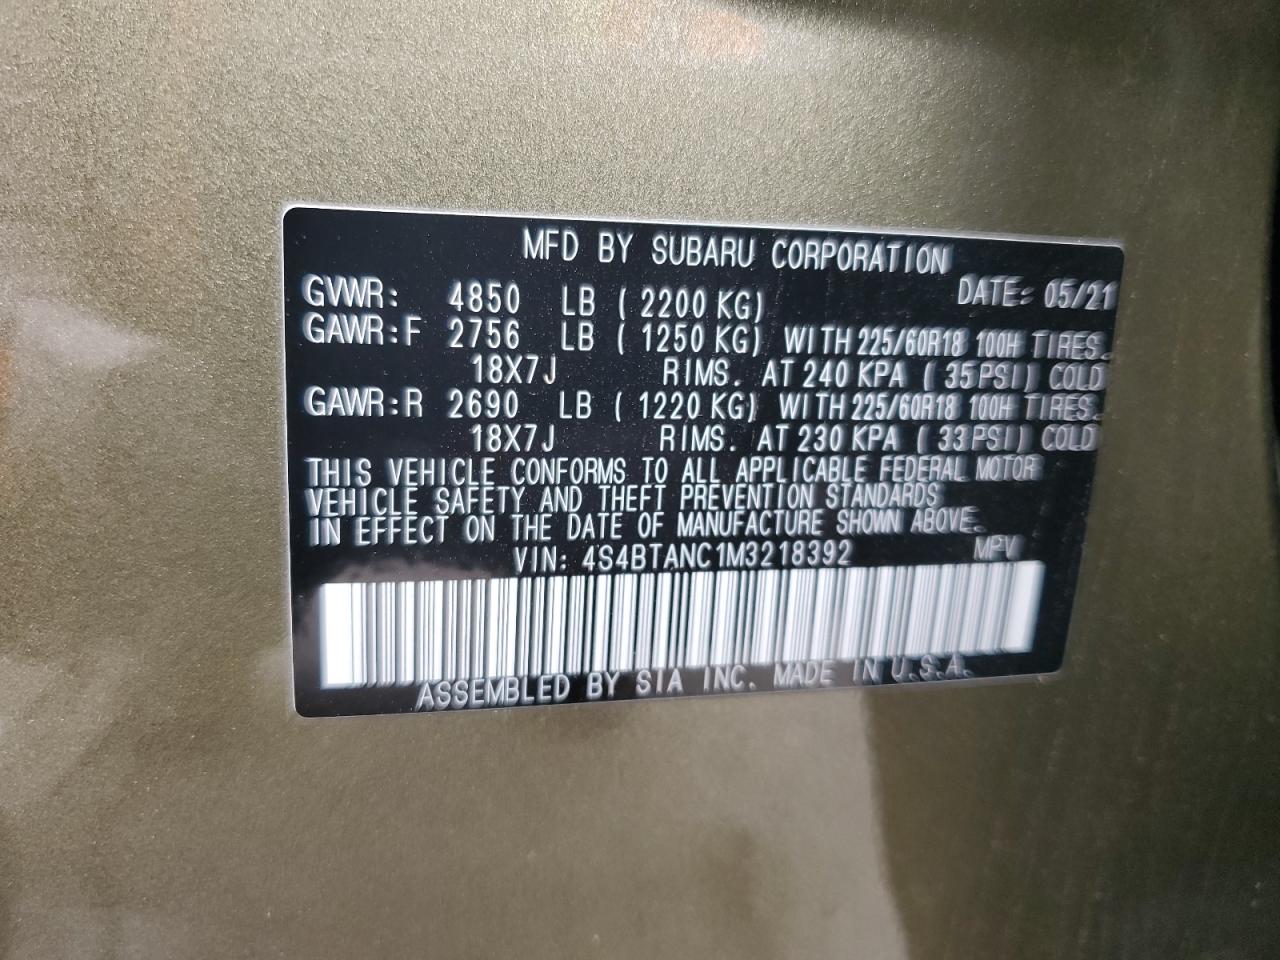 MFD BY SUBARU CORPORATION
DATE: 05/21
GVWR: 4850 LB (2200 KG)
GAWR:F 2756 LB (1250 KG) WITH 225/60R18 100H TIRES.
18X7J RIMS. AT 240 KPA (35PSI) COLD
GAWR:R 2690 LB (1220 KG) WITH 225/60R18 100H TIRES.
18X7J RIMS. AT 230 KPA (33PSI) COLD
THIS VEHICLE CONFORMS TO ALL APPLICABLE FEDERAL MOTOR
VEHICLE SAFETY AND THEFT PREVENTION STANDARDS
IN EFFECT ON THE DATE OF MANUFACTURE SHOWN ABOVE.
VIN: 4S4BTANC1M3218392 MPV
ASSEMBLED BY SIA INC. MADE IN U.S.A.